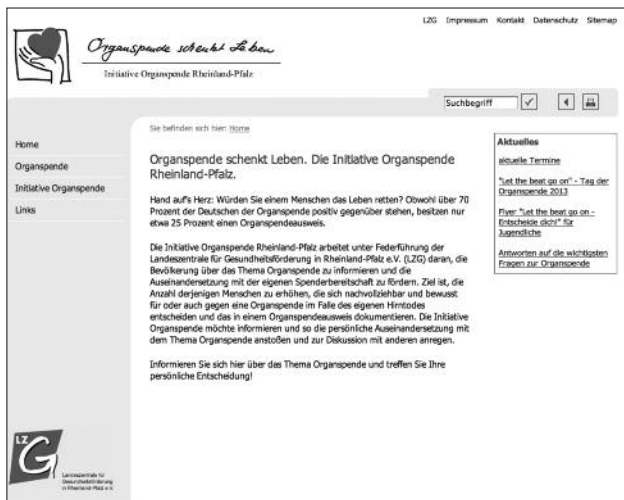 LZG Impressum Kontakt Datenschutz Sitemap
Organspende schenkt Leben
Initiative Organspende Rheinland-Pfalz
Suchbegriff
Sie befinden sich hier: Home
Home
Organspende
Initiative Organspende
Links
Organspende schenkt Leben. Die Initiative Organspende
Rheinland-Pfalz.
Hand auf's Herz: Würden Sie einem Menschen das Leben retten? Obwohl über 70
Prozent der Deutschen der Organspende positiv gegenüber stehen, besitzen nur
etwa 25 Prozent einen Organspendeausweis.
Die Initiative Organspende Rheinland-Pfalz arbeitet unter Federführung der
Landeszentrale für Gesundheitsförderung in Rheinland-Pfalz e.V. (LZG) daran, die
Bevölkerung über das Thema Organspende zu informieren und die
Auseinandersetzung mit der eigenen Spenderbereitschaft zu fördern. Ziel ist, die
Anzahl derjenigen Menschen zu erhöhen, die sich nachvollziehbar und bewusst
für oder auch gegen eine Organspende im Falle des eigenen Hirntodes
entscheiden und das in einem Organspendeausweis dokumentieren. Die Initiative
Organspende möchte informieren und so die persönliche Auseinandersetzung mit
dem Thema Organspende anstoßen und zur Diskussion mit anderen anregen.
Informieren Sie sich hier über das Thema Organspende und treffen Sie Ihre
persönliche Entscheidung!
Aktuelles
aktuelle Termine
"Let the beat go on" - Tag der
Organspende 2013
Flyer "Let the beat go on -
Entscheide dich!" für
Jugendliche
Antworten auf die wichtigsten
Fragen zur Organspende
LZ
G
Landeszentrale für
Gesundheitsförderung
in Rheinland-Pfalz e.V.